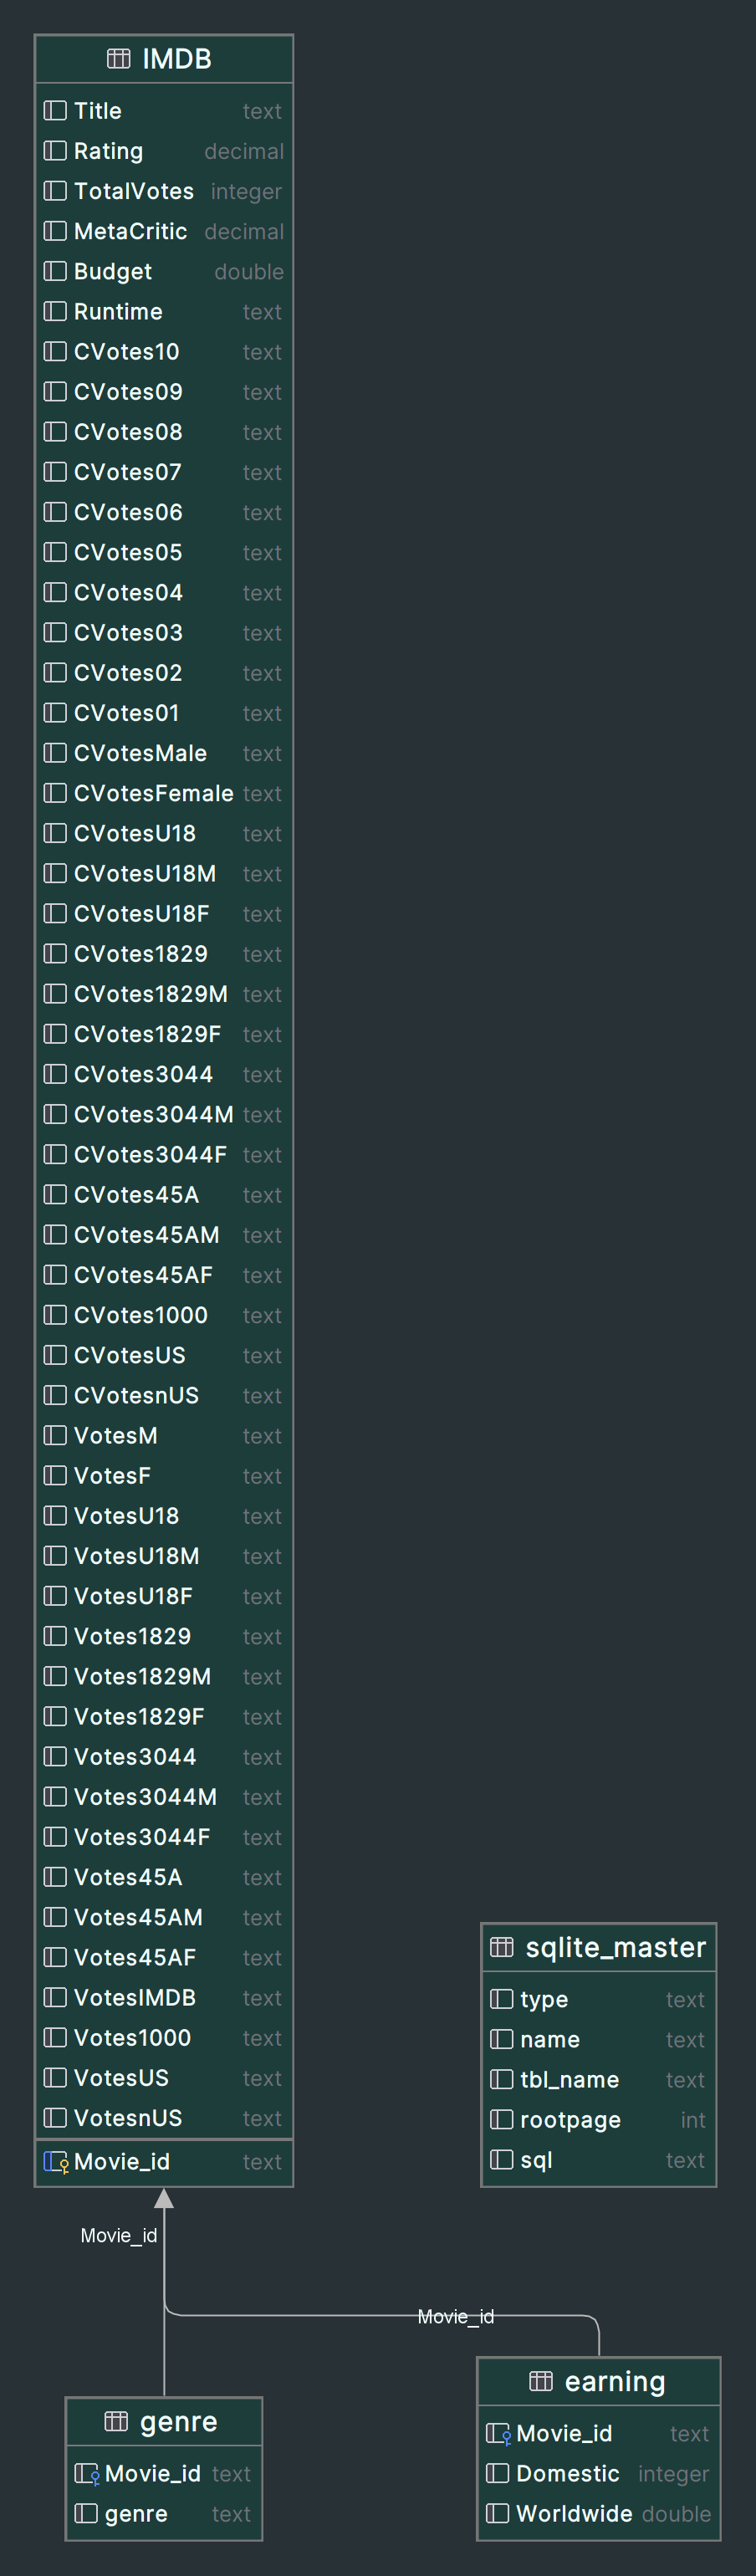 IMDB
Title text
Rating decimal
TotalVotes integer
MetaCritic decimal
Budget double
Runtime text
CVotes10 text
CVotes09 text
CVotes08 text
CVotes07 text
CVotes06 text
CVotes05 text
CVotes04 text
CVotes03 text
CVotes02 text
CVotes01 text
CVotesMale text
CVotesFemale text
CVotesU18 text
CVotesU18M text
CVotesU18F text
CVotes1829 text
CVotes1829M text
CVotes1829F text
CVotes3044 text
CVotes3044M text
CVotes3044F text
CVotes45A text
CVotes45AM text
CVotes45AF text
CVotes1000 text
CVotesUS text
CVotesnUS text
VotesM text
VotesF text
VotesU18 text
VotesU18M text
VotesU18F text
Votes1829 text
Votes1829M text
Votes1829F text
Votes3044 text
Votes3044M text
Votes3044F text
Votes45A text
Votes45AM text
Votes45AF text
VotesIMDB text
Votes1000 text
VotesUS text
VotesnUS text
Movie_id text
sqlite_master
type text
name text
tbl_name text
rootpage int
sql text
Movie_id
Movie_id
genre
Movie_id text
genre text
earning
Movie_id text
Domestic integer
Worldwide double